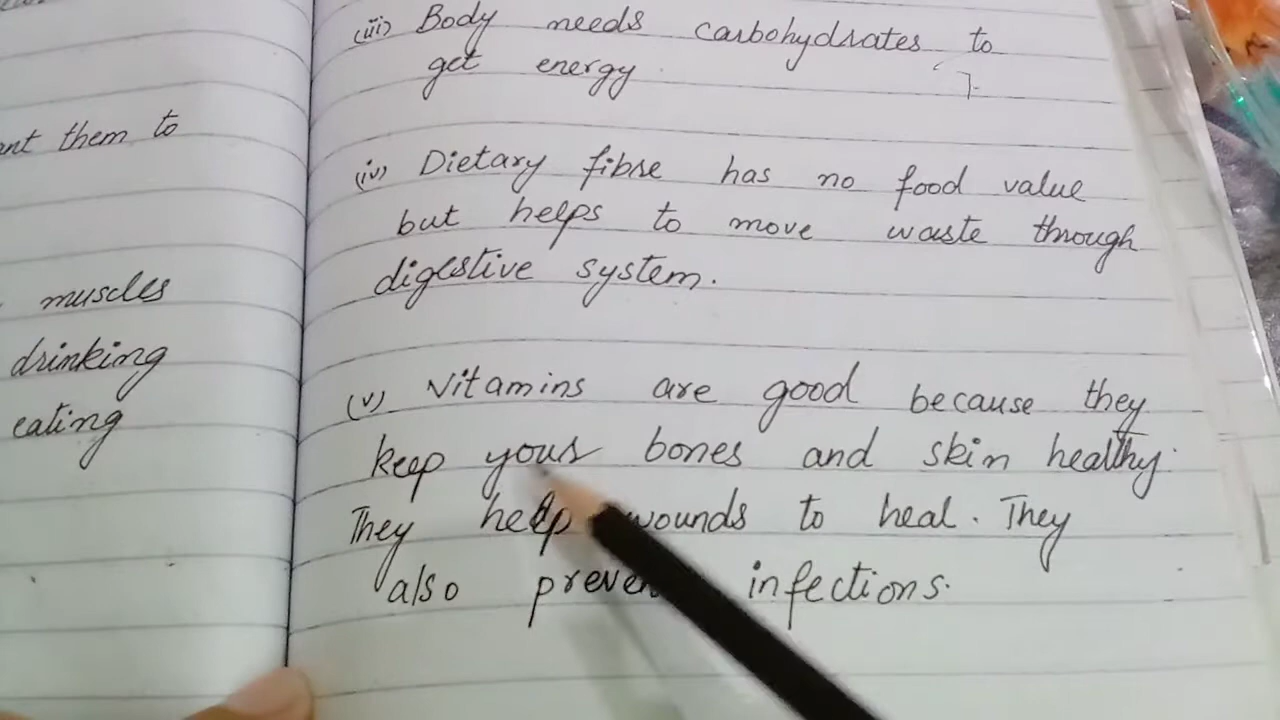 ant them to
muscles
drinking
eating
(iii) Body needs carbohydrates to
get energy.
(iv) Dietary fibre has no food value
but helps to move waste through
digestive system.
(v) Vitamins are good because they
keep your bones and skin healthy.
They help wounds to heal. They
also prevent infections.